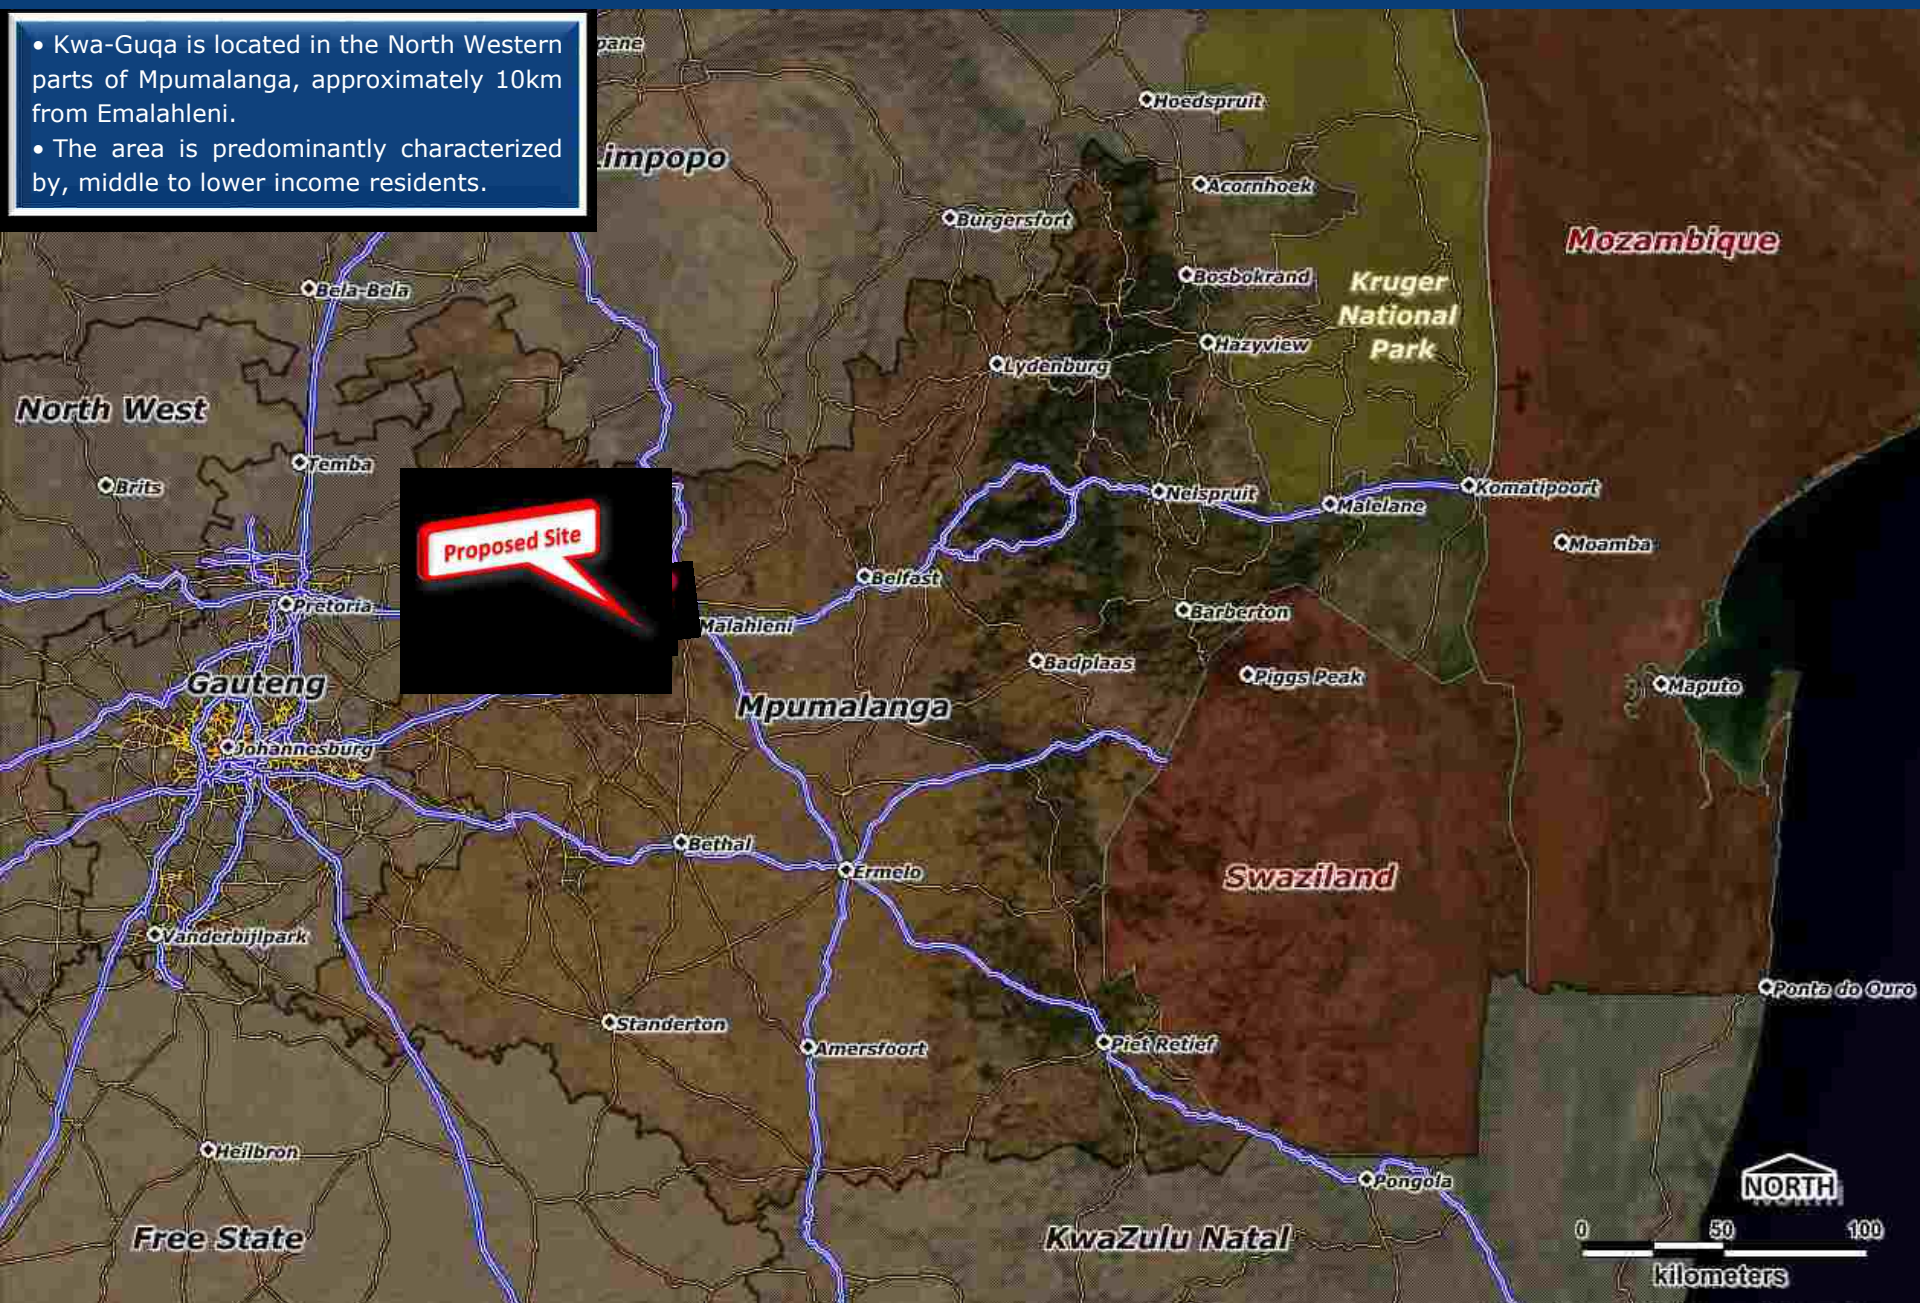 • Kwa-Guqa is located in the North Western
parts of Mpumalanga, approximately 10km
from Emalahleni.
• The area is predominantly characterized
by, middle to lower income residents.
Hoedspruit
Limpopo
Acornhoek
Burgersfort
Mozambique
Bosbokrand
Kruger
National
Park
Bela-Bela
Hazyview
Lydenburg
North West
Temba
Brits
Nelspruit
Malelane
Komatipoort
Proposed Site
Moamba
Belfast
Pretoria
Barberton
Malahleni
Badplaas
Piggs Peak
Gauteng
Maputo
Mpumalanga
Johannesburg
Bethal
Ermelo
Swaziland
Vanderbijlpark
Ponta do Ouro
Standerton
Amersfoort
Piet Retief
Heilbron
Pongola
NORTH
Free State
KwaZulu Natal
0 50 100
kilometers